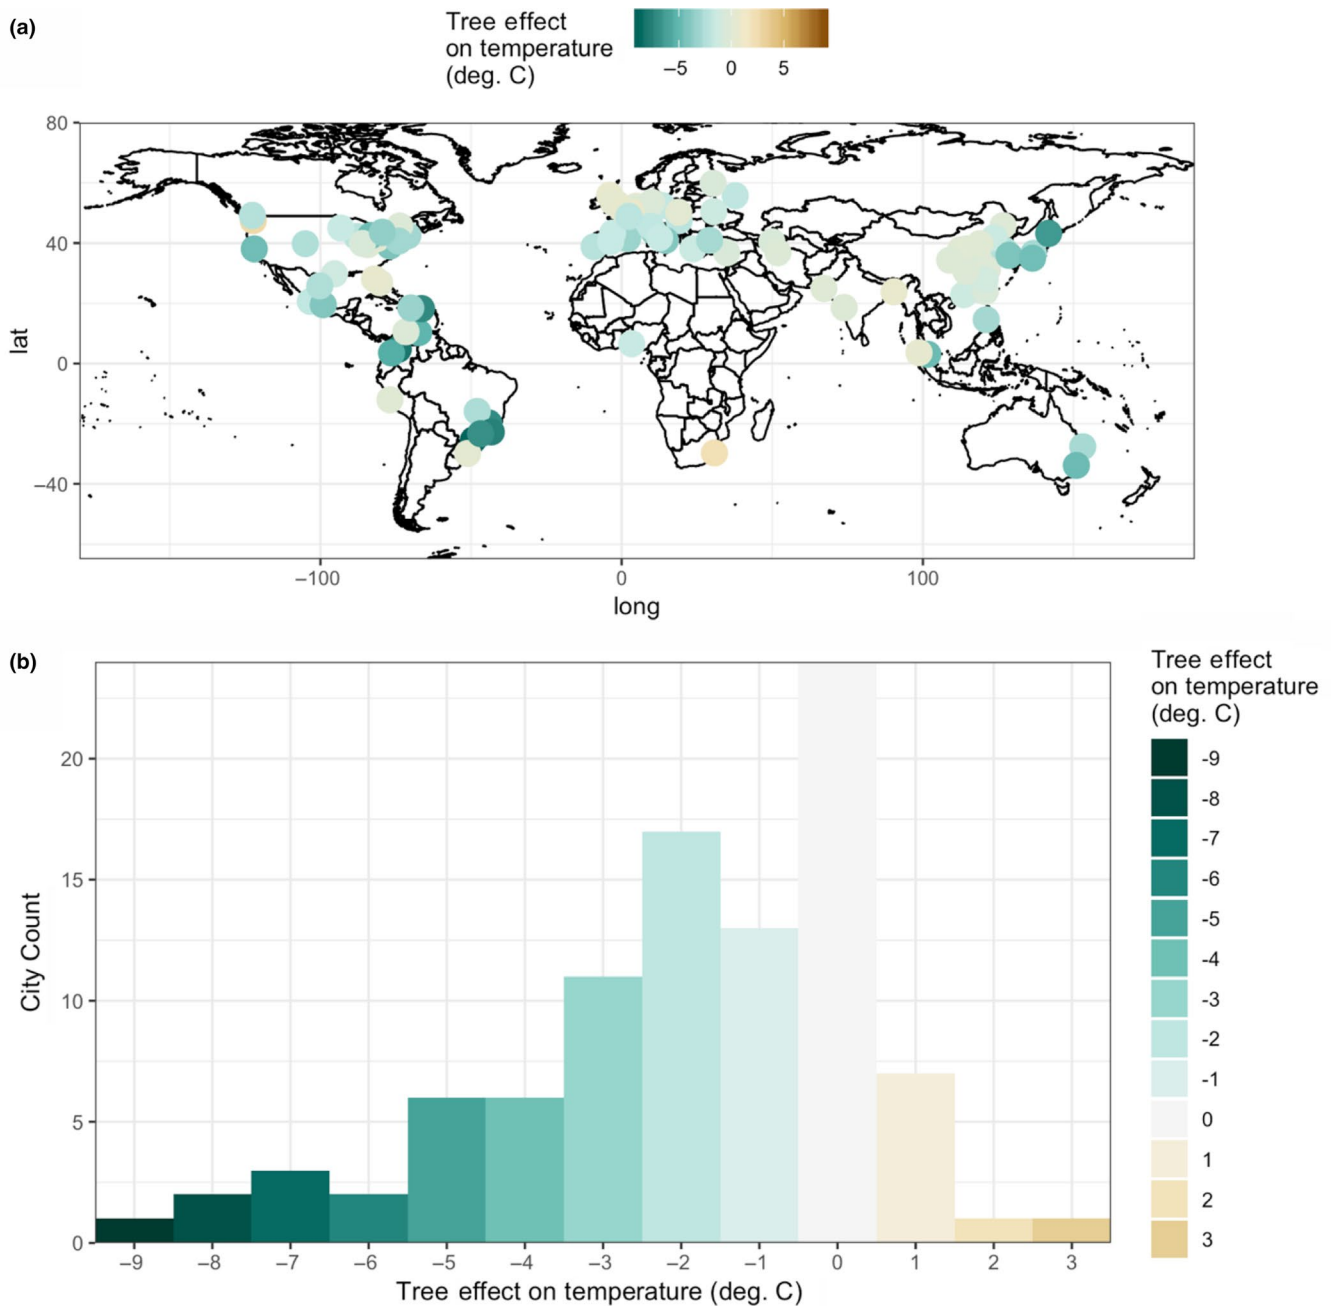 (a)
Tree effect
on temperature
(deg. C)
−5 0 5
80
40
0
−40
lat
−100 0 100
long
(b)
20
15
10
5
0
City Count
−9 −8 −7 −6 −5 −4 −3 −2 −1 0 1 2 3
Tree effect on temperature (deg. C)
Tree effect
on temperature
(deg. C)
-9
-8
-7
-6
-5
-4
-3
-2
-1
0
1
2
3